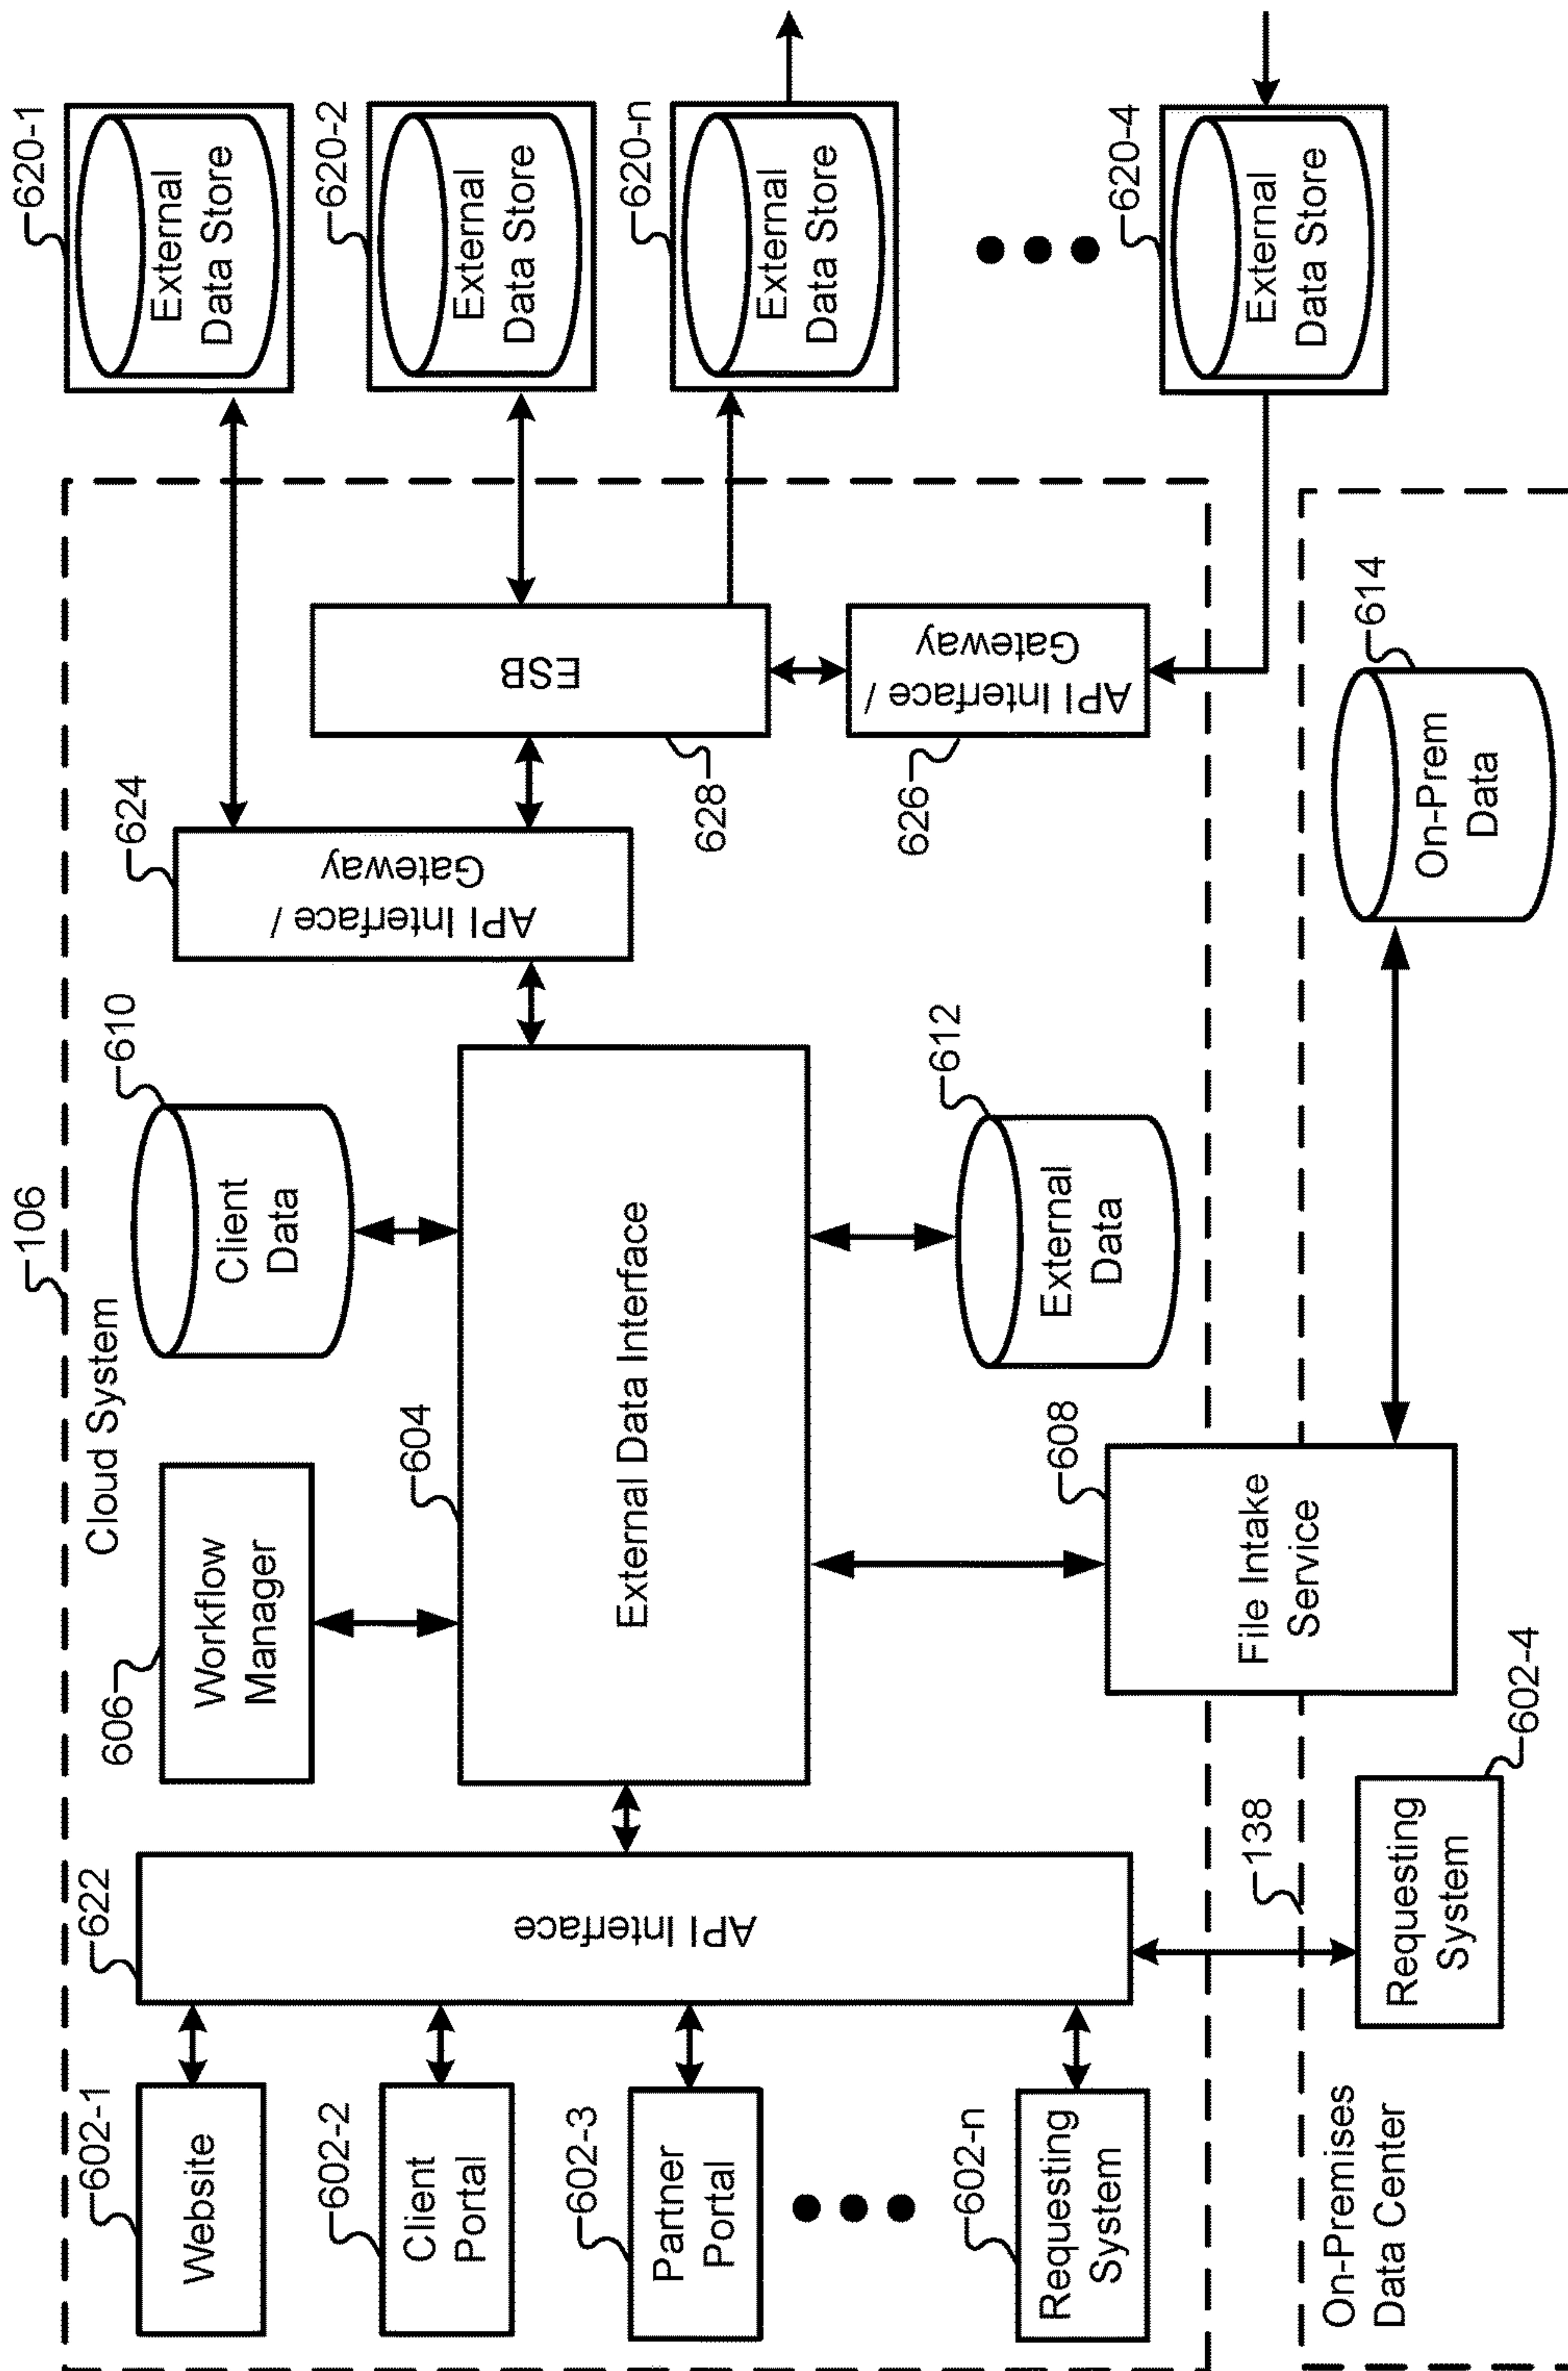 106
Cloud System
602-1
Website
602-2
Client
Portal
602-3
Partner
Portal
602-n
Requesting
System
622
API Interface
606
Workflow
Manager
604
External Data Interface
610
Client
Data
612
External
Data
608
File Intake
Service
624
API Interface /
Gateway
628
ESB
626
API Interface /
Gateway
620-1
External
Data Store
620-2
External
Data Store
620-n
External
Data Store
620-4
External
Data Store
138
On-Premises
Data Center
602-4
Requesting
System
614
On-Prem
Data